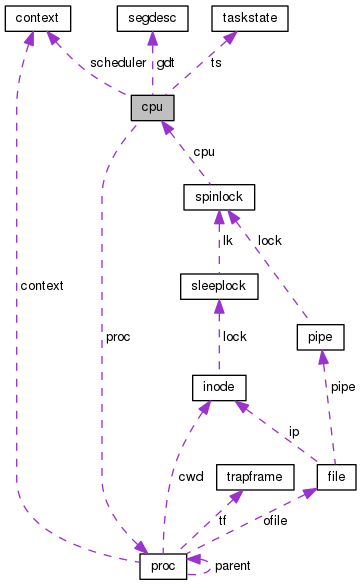 context
segdesc
taskstate
scheduler
gdt
ts
cpu
cpu
spinlock
lk
lock
context
sleeplock
proc
lock
pipe
inode
pipe
ip
cwd
trapframe
file
tf
ofile
proc
parent